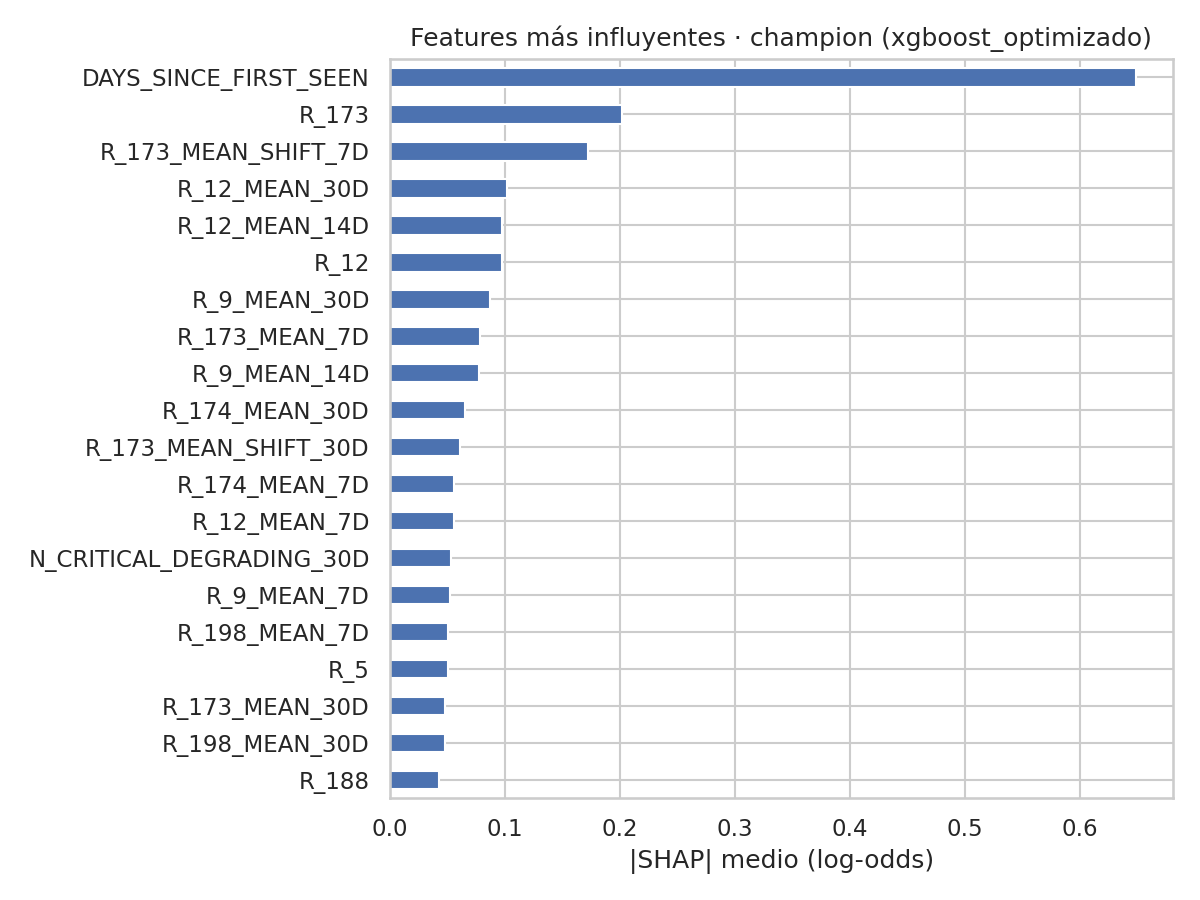 Features más influyentes · champion (xgboost_optimizado)
DAYS_SINCE_FIRST_SEEN
R_173
R_173_MEAN_SHIFT_7D
R_12_MEAN_30D
R_12_MEAN_14D
R_12
R_9_MEAN_30D
R_173_MEAN_7D
R_9_MEAN_14D
R_174_MEAN_30D
R_173_MEAN_SHIFT_30D
R_174_MEAN_7D
R_12_MEAN_7D
N_CRITICAL_DEGRADING_30D
R_9_MEAN_7D
R_198_MEAN_7D
R_5
R_173_MEAN_30D
R_198_MEAN_30D
R_188
0.0 0.1 0.2 0.3 0.4 0.5 0.6
|SHAP| medio (log-odds)